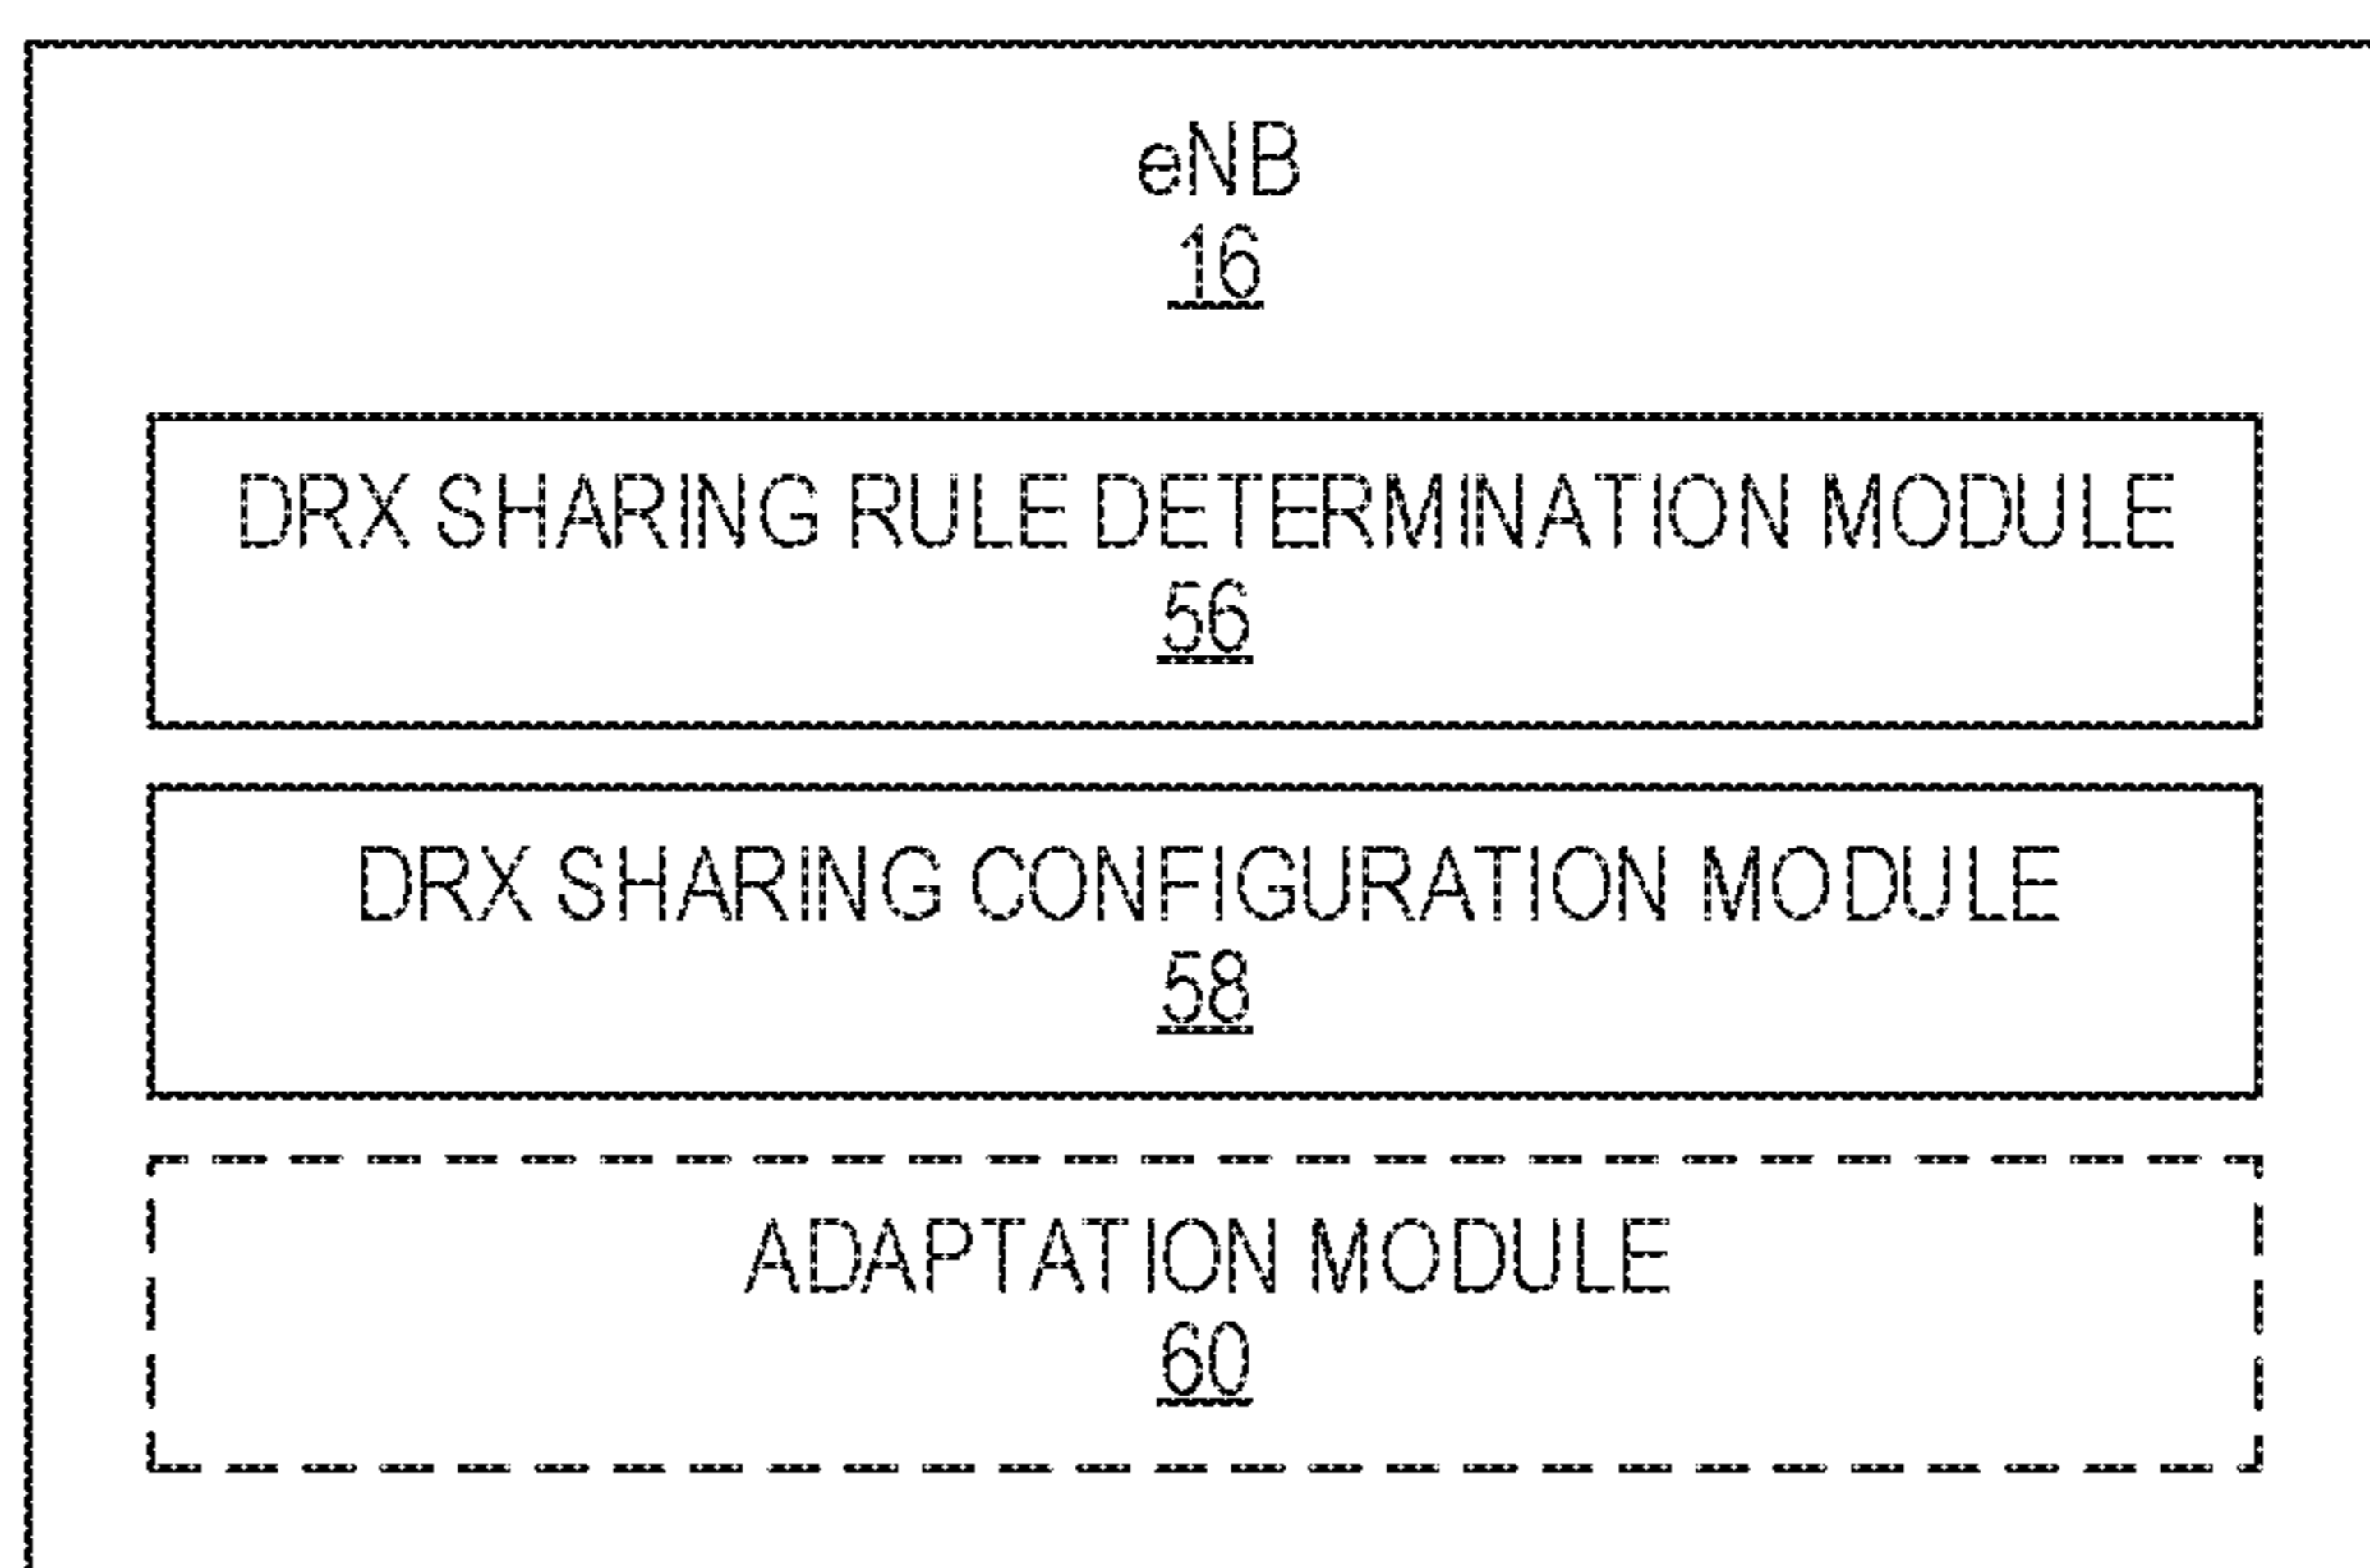 eNB
16
DRX SHARING RULE DETERMINATION MODULE
56
DRX SHARING CONFIGURATION MODULE
58
ADAPTATION MODULE
60